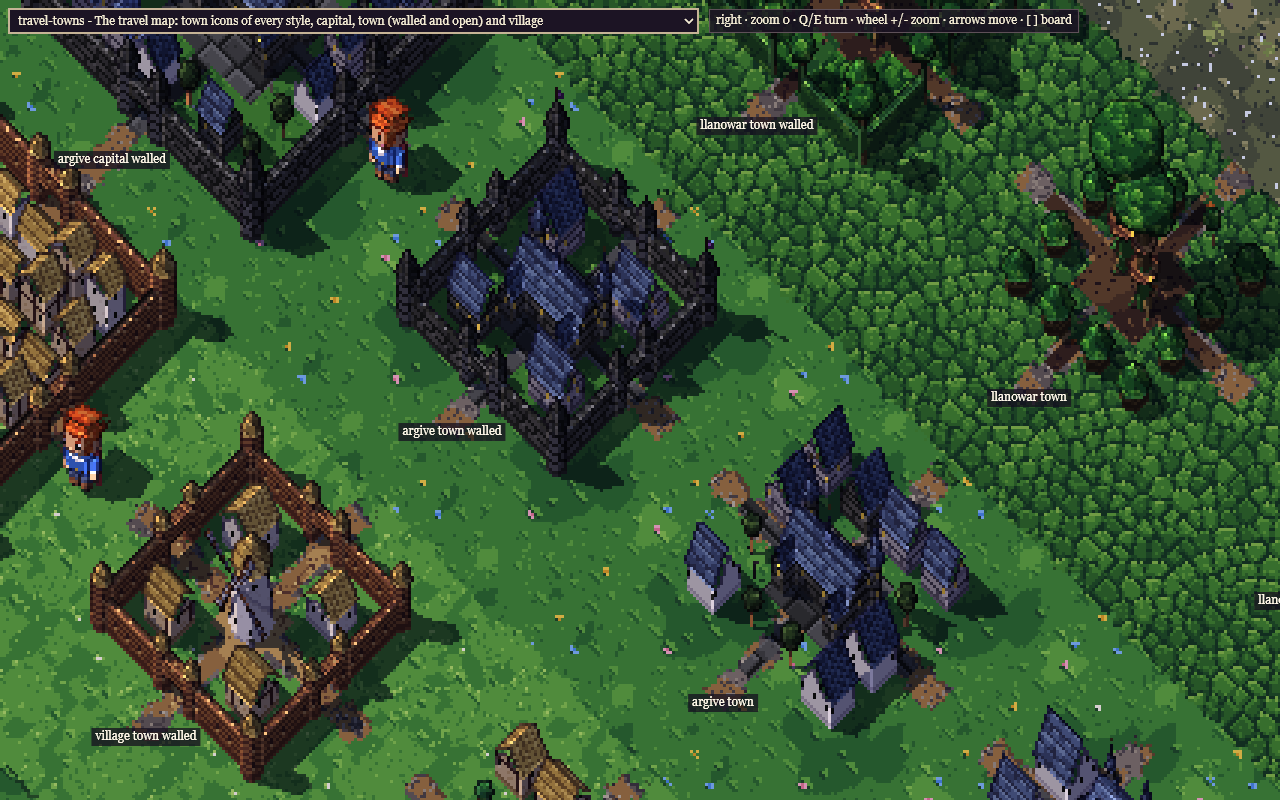 travel-towns - The travel map: town icons of every style, capital, town (walled and open) and village
right · zoom 0 · Q/E turn · wheel +/- zoom · arrows move · [ ] board
llanowar town walled
argive capital walled
llanowar town
argive town walled
argive town
village town walled